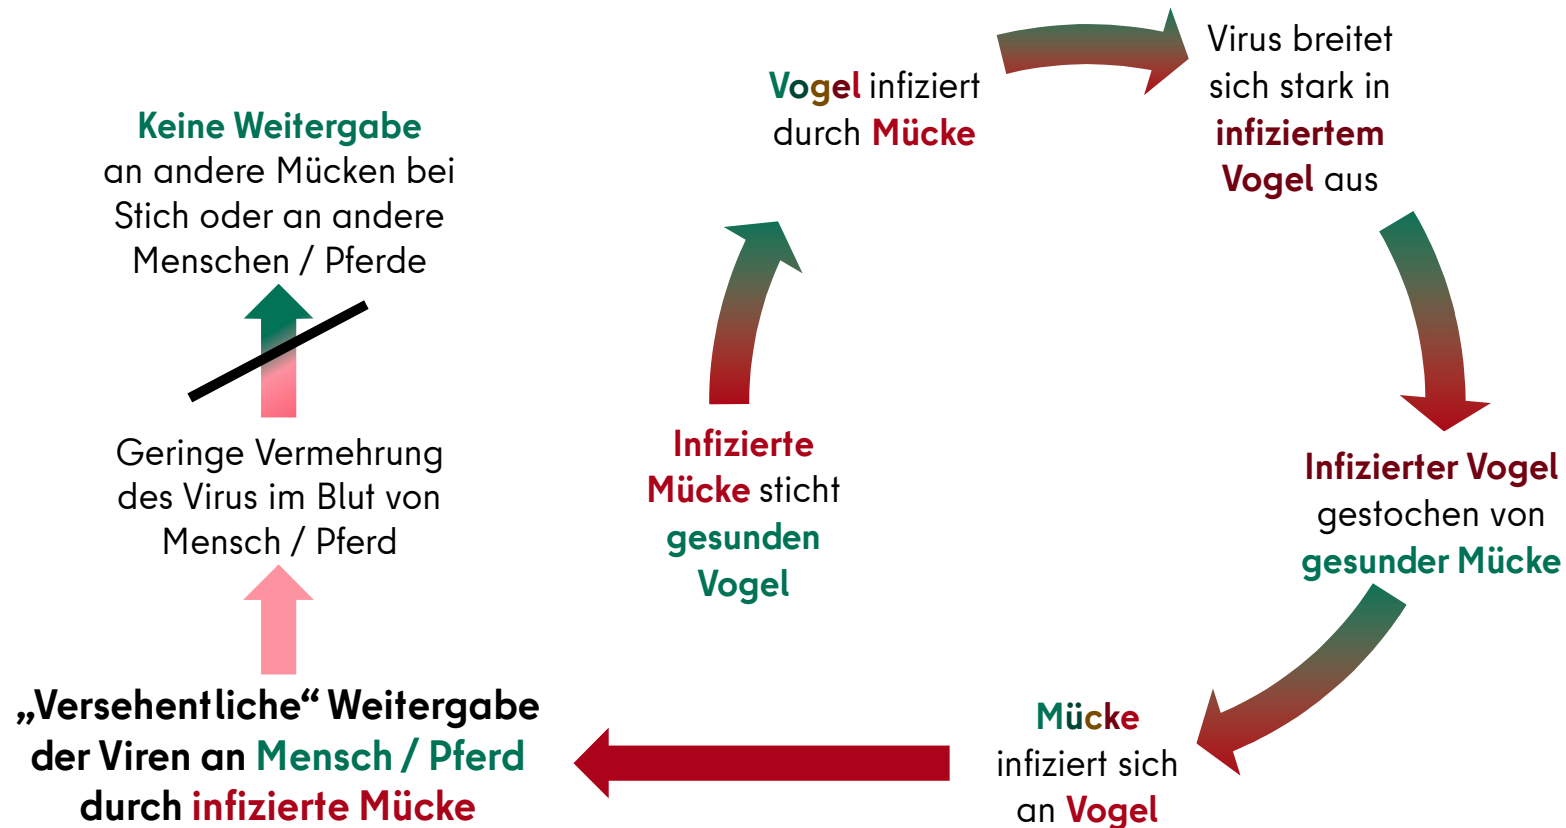 Vogel infiziert
durch Mücke
Virus breitet
sich stark in
infiziertem
Vogel aus
Infizierter Vogel
gestochen von
gesunder Mücke
Mücke
infiziert sich
an Vogel
Infizierte
Mücke sticht
gesunden
Vogel
„Versehentliche“ Weitergabe
der Viren an Mensch / Pferd
durch infizierte Mücke
Geringe Vermehrung
des Virus im Blut von
Mensch / Pferd
Keine Weitergabe
an andere Mücken bei
Stich oder an andere
Menschen / Pferde